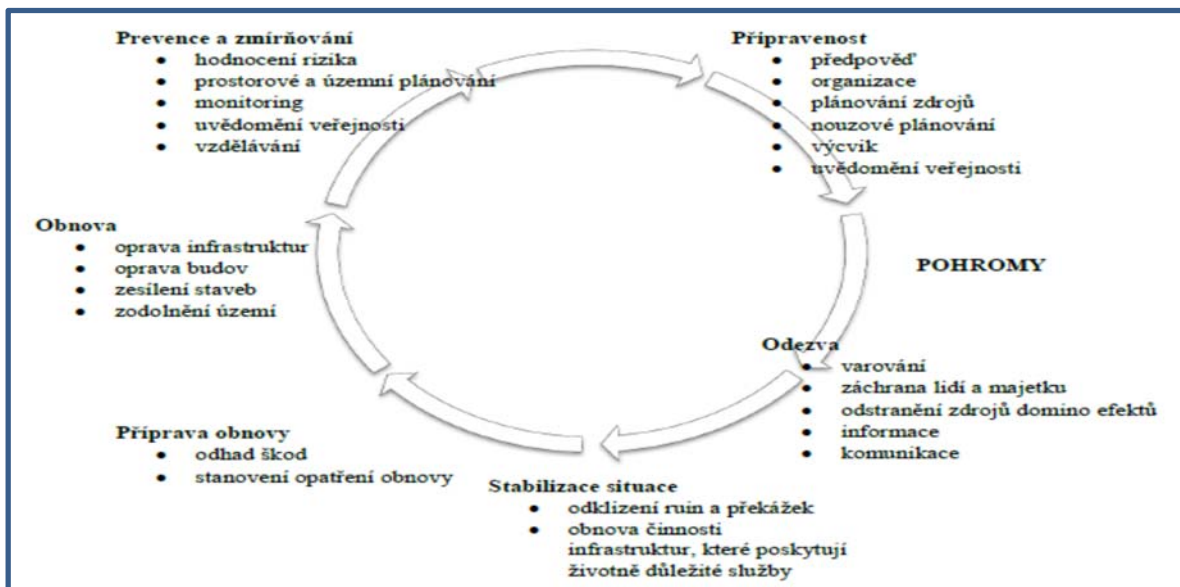 Prevence a zmírňování
• hodnocení rizika
• prostorové a územní plánování
• monitoring
• uvědomění veřejnosti
• vzdělávání
Připravenost
• předpověď
• organizace
• plánování zdrojů
• nouzové plánování
• výcvik
• uvědomění veřejnosti
POHROMY
Odezva
• varování
• záchrana lidí a majetku
• odstranění zdrojů domino efektů
• informace
• komunikace
Stabilizace situace
• odklizení ruin a překážek
• obnova činnosti
infrastruktur, které poskytují
životně důležité služby
Příprava obnovy
• odhad škod
• stanovení opatření obnovy
Obnova
• oprava infrastruktur
• oprava budov
• zesílení staveb
• zodolnění území